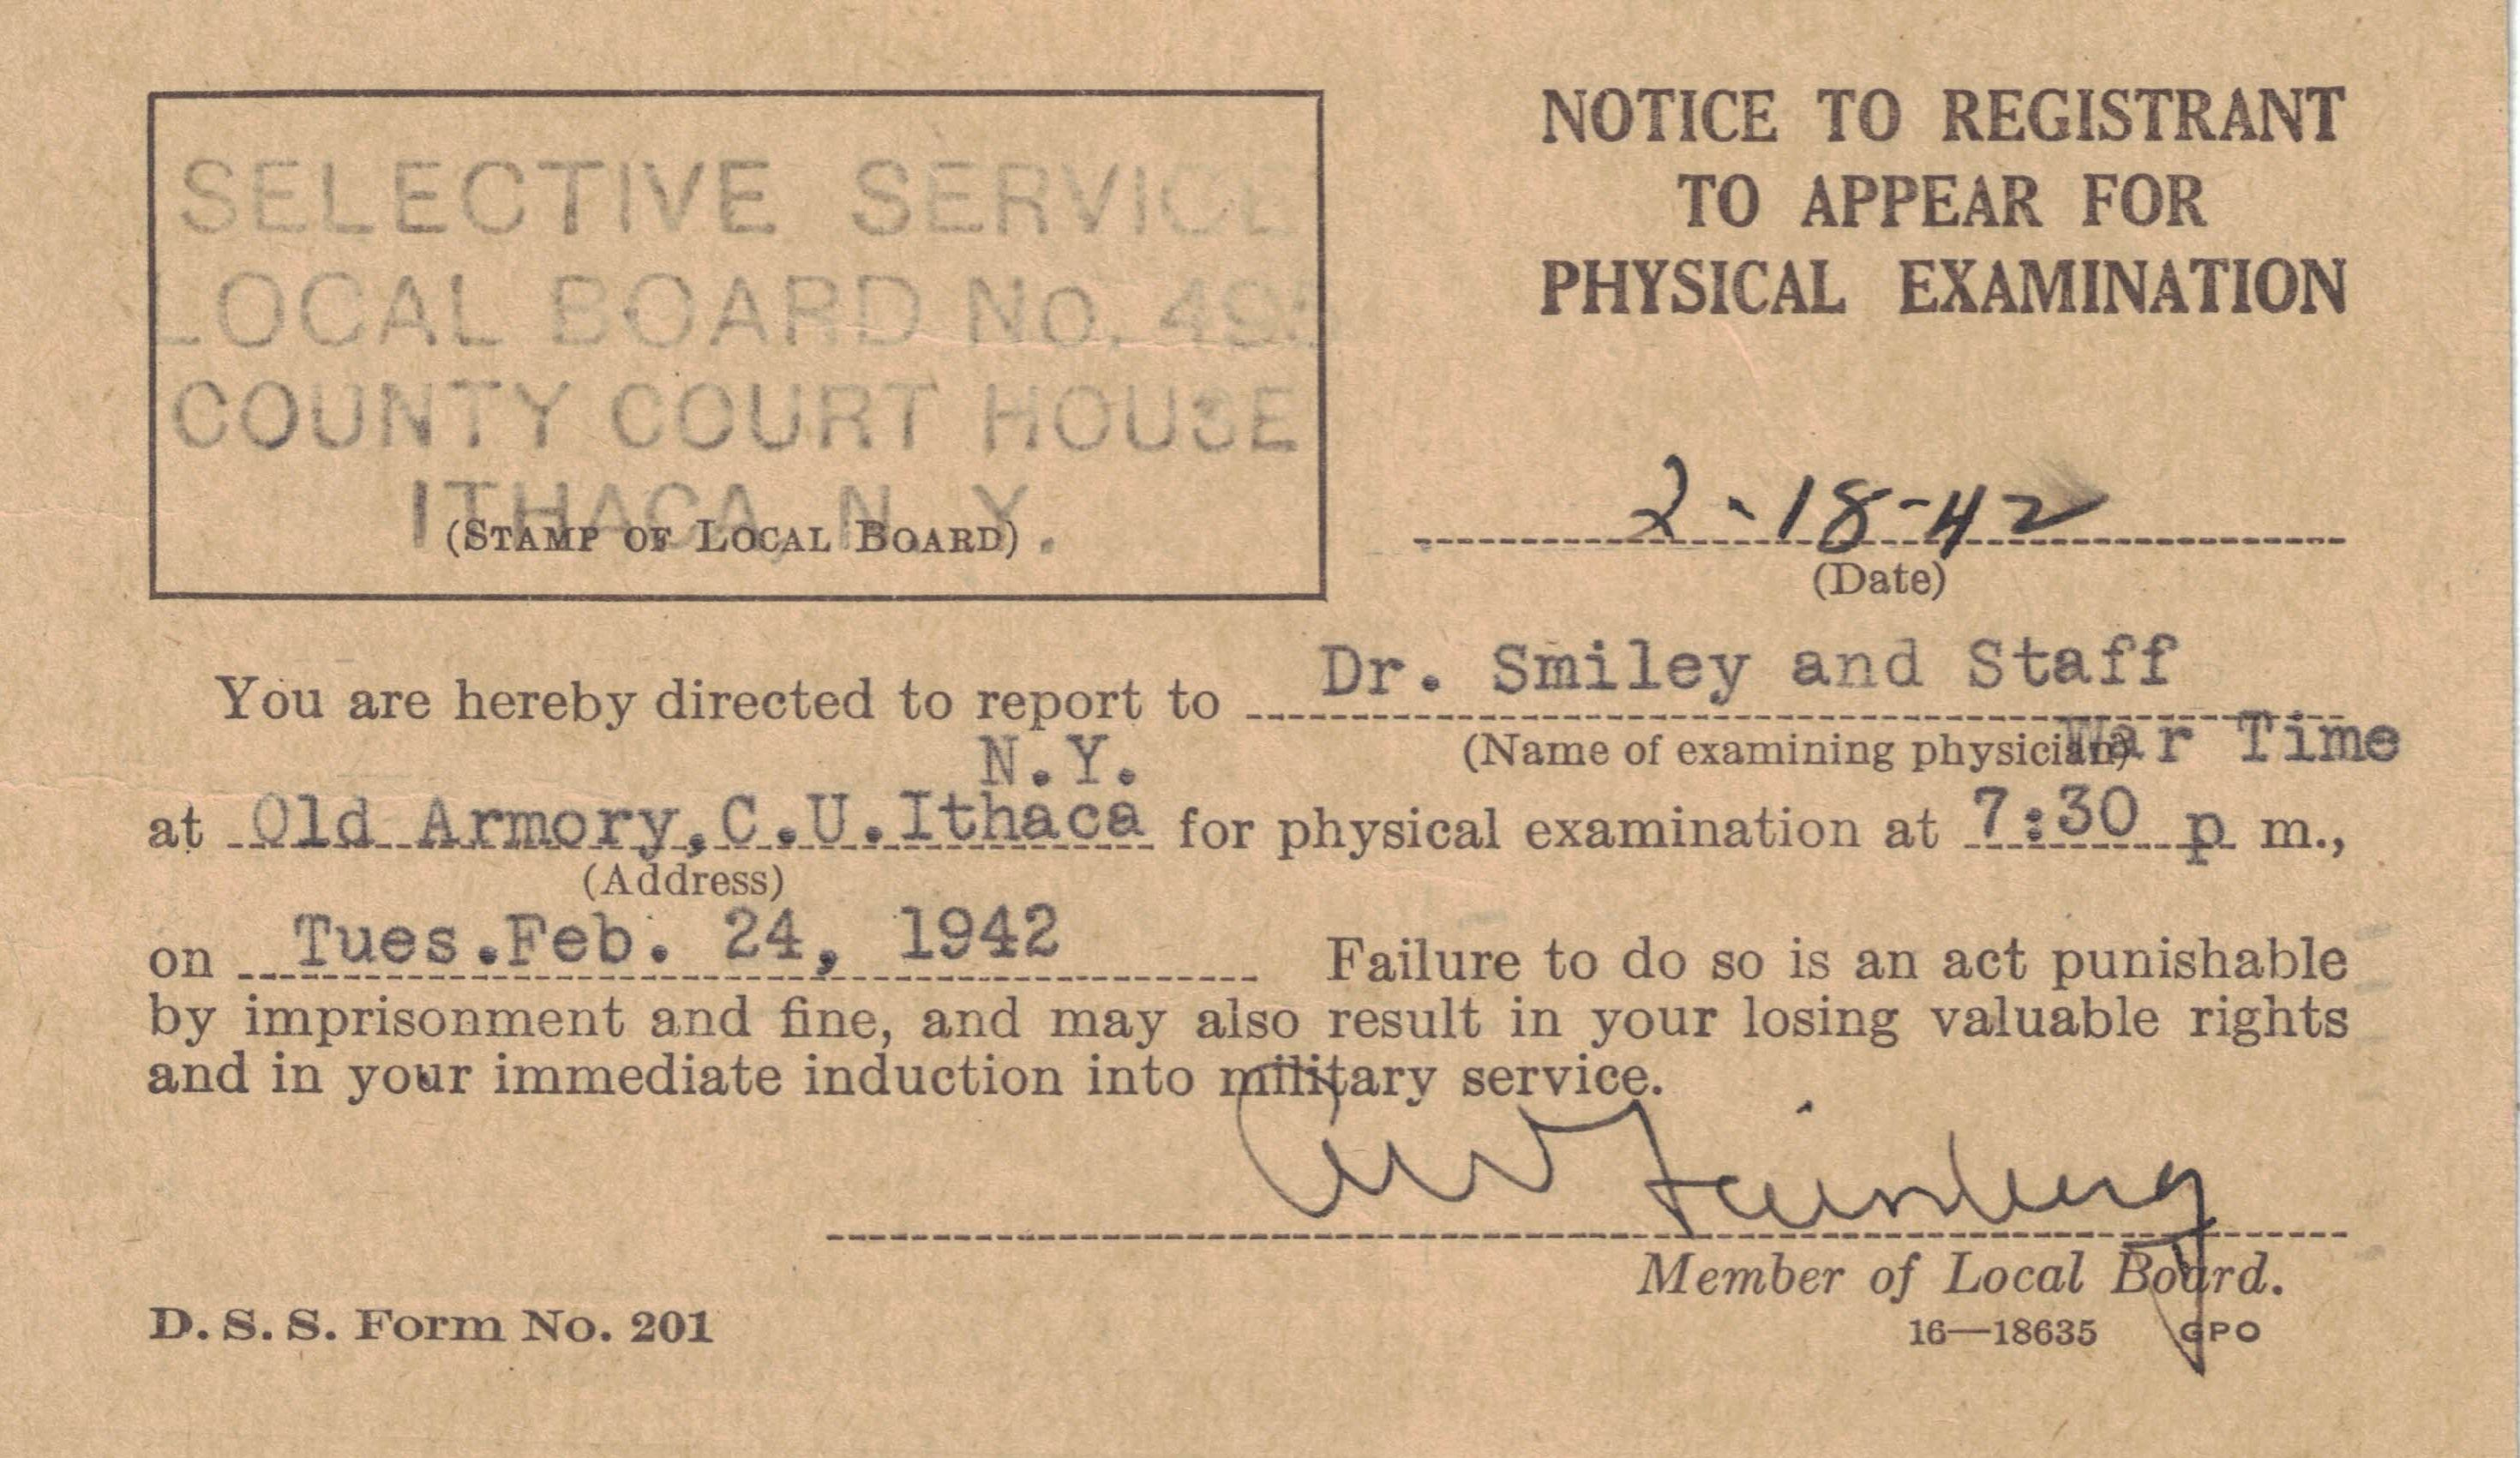 SELECTIVE SERVICE
LOCAL BOARD No. 495
COUNTY COURT HOUSE
ITHACA, N. Y.
(STAMP OF LOCAL BOARD)
NOTICE TO REGISTRANT
TO APPEAR FOR
PHYSICAL EXAMINATION
2-18-42
(Date)
You are hereby directed to report to Dr. Smiley and Staff
(Name of examining physician) War Time
N.Y.
at Old Armory,C.U.Ithaca for physical examination at 7:30 p m.,
(Address)
on Tues.Feb. 24, 1942 Failure to do so is an act punishable
by imprisonment and fine, and may also result in your losing valuable rights
and in your immediate induction into military service.
Feinberg
Member of Local Board.
D. S. S. Form No. 201
16—18635 GPO